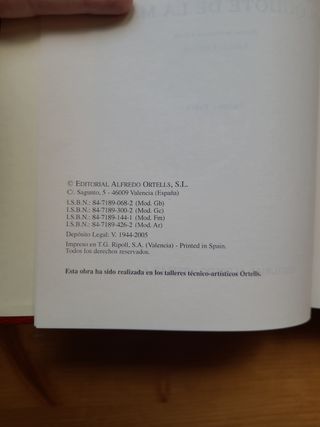 © EDITORIAL ALFREDO ORTELLS, S.L.
C/. Sagunto, 5 - 46009 Valencia (España)
I.S.B.N.: 84-7189-068-2 (Mod. Gb)
I.S.B.N.: 84-7189-300-2 (Mod. Gc)
I.S.B.N.: 84-7189-144-1 (Mod. Fm)
I.S.B.N.: 84-7189-426-2 (Mod. Ar)
Depósito Legal: V. 1944-2005
Impreso en T.G. Ripoll, S.A. (Valencia) - Printed in Spain.
Todos los derechos reservados.
Esta obra ha sido realizada en los talleres técnico-artísticos Ortells.